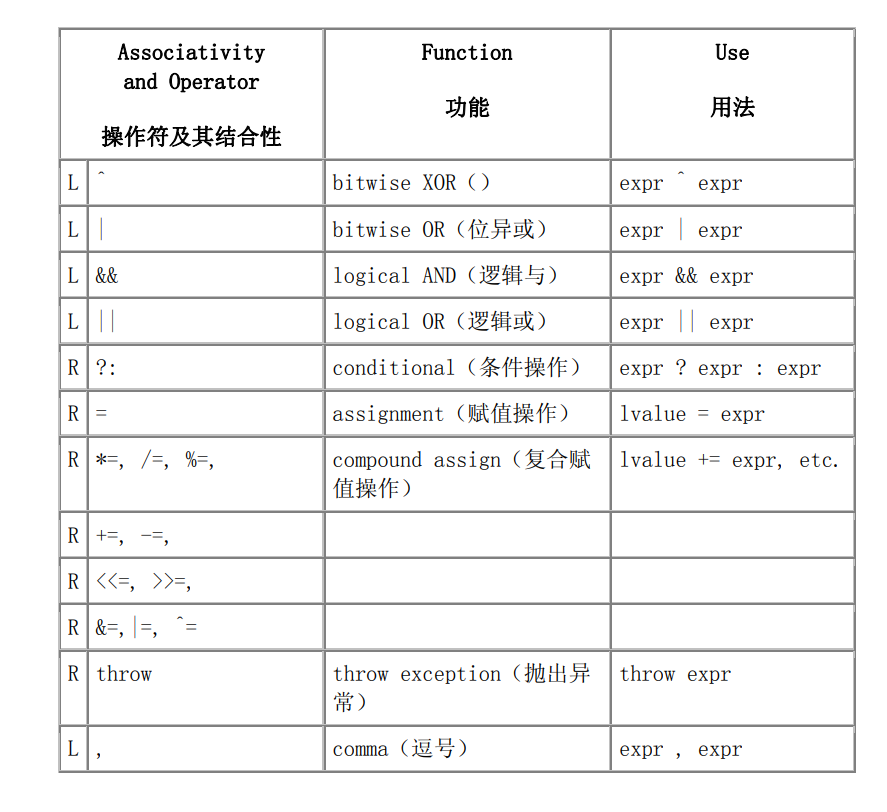 Associativity Function Use
and Operator
功能 用法
操作符及其结合性
L ^ bitwise XOR（） expr ^ expr
L | bitwise OR（位异或） expr | expr
L && logical AND（逻辑与） expr && expr
L || logical OR（逻辑或） expr || expr
R ?: conditional（条件操作） expr ? expr : expr
R = assignment（赋值操作） lvalue = expr
R *=, /=, %=, compound assign（复合赋 lvalue += expr, etc.
值操作）
R +=, -=,
R <<=, >>=,
R &=,|=, ^=
R throw throw exception（抛出异 throw expr
常）
L , comma（逗号） expr , expr